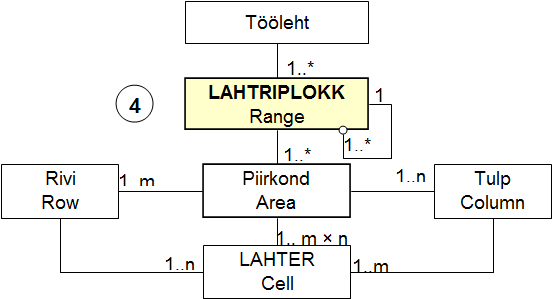 Tööleht
1..*
4
LAHTRIPLOKK
Range
1
1..*
1..*
Rivi
Row
1 m
Piirkond
Area
1..n
Tulp
Column
1.. m × n
1..n
LAHTER
Cell
1..m